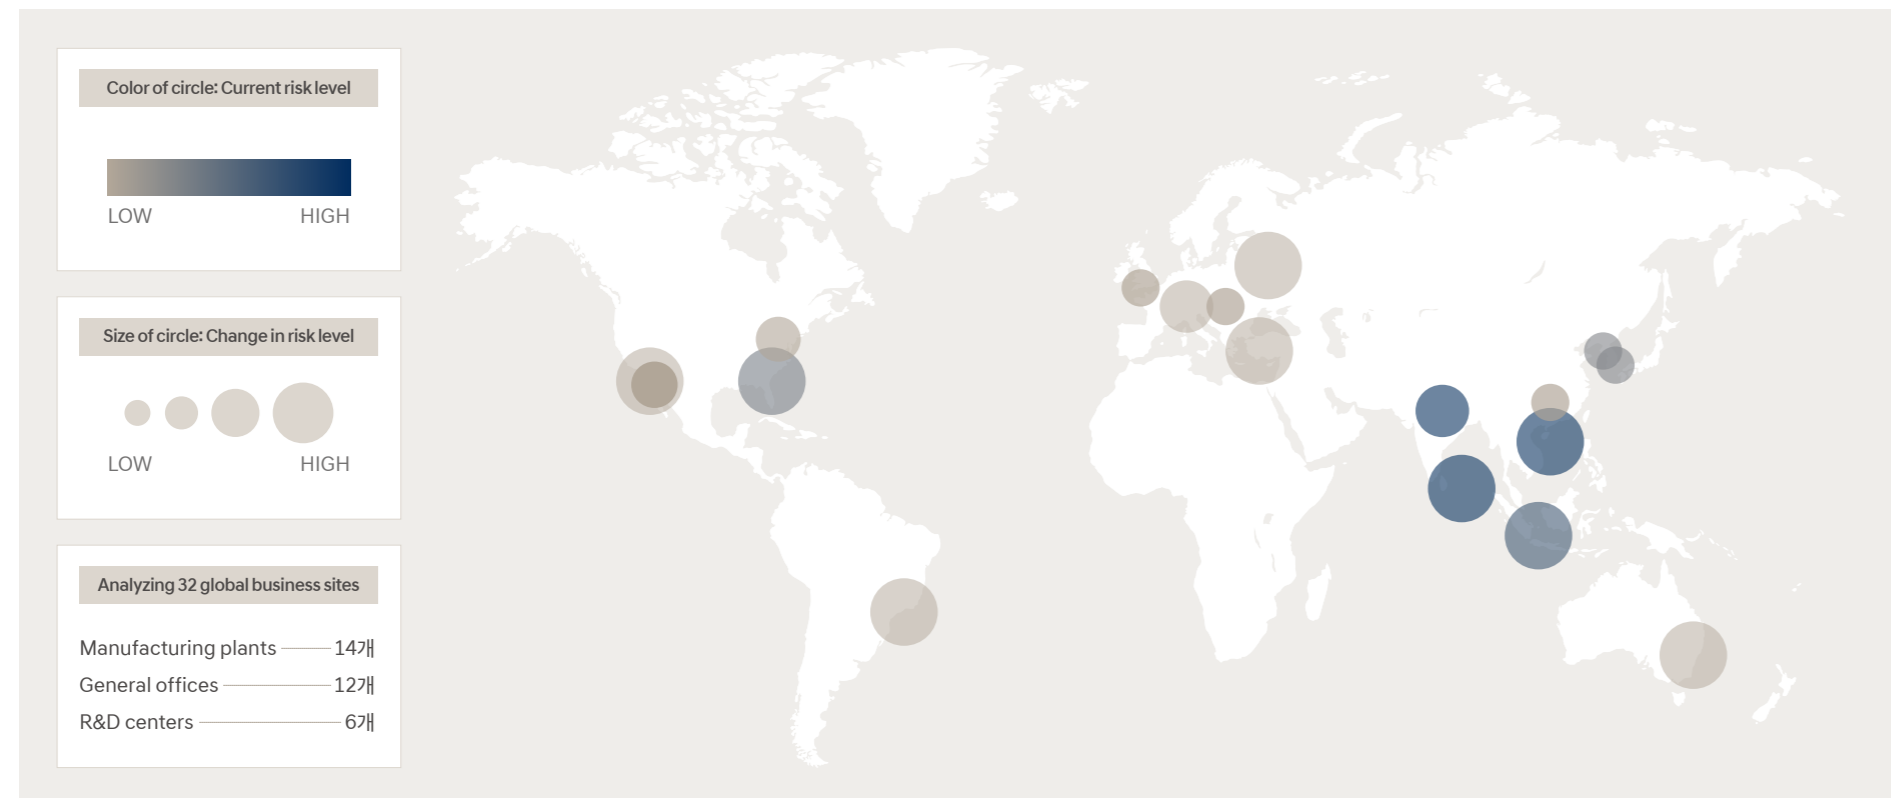 Color of circle: Current risk level
LOW HIGH
Size of circle: Change in risk level
LOW HIGH
Analyzing 32 global business sites
Manufacturing plants 14개
General offices 12개
R&D centers 6개